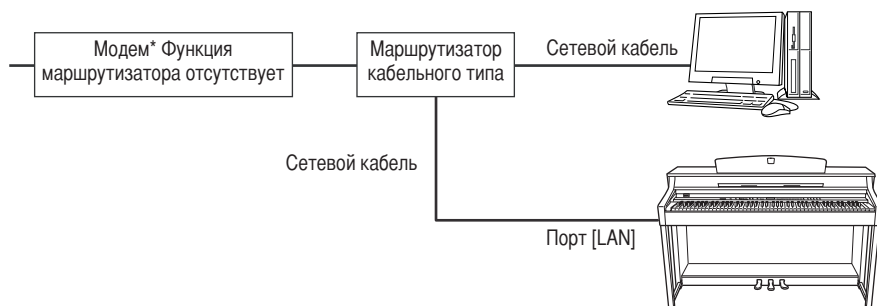 Модем* Функция
маршрутизатора отсутствует
Маршрутизатор
кабельного типа
Сетевой кабель
Сетевой кабель
Порт [LAN]